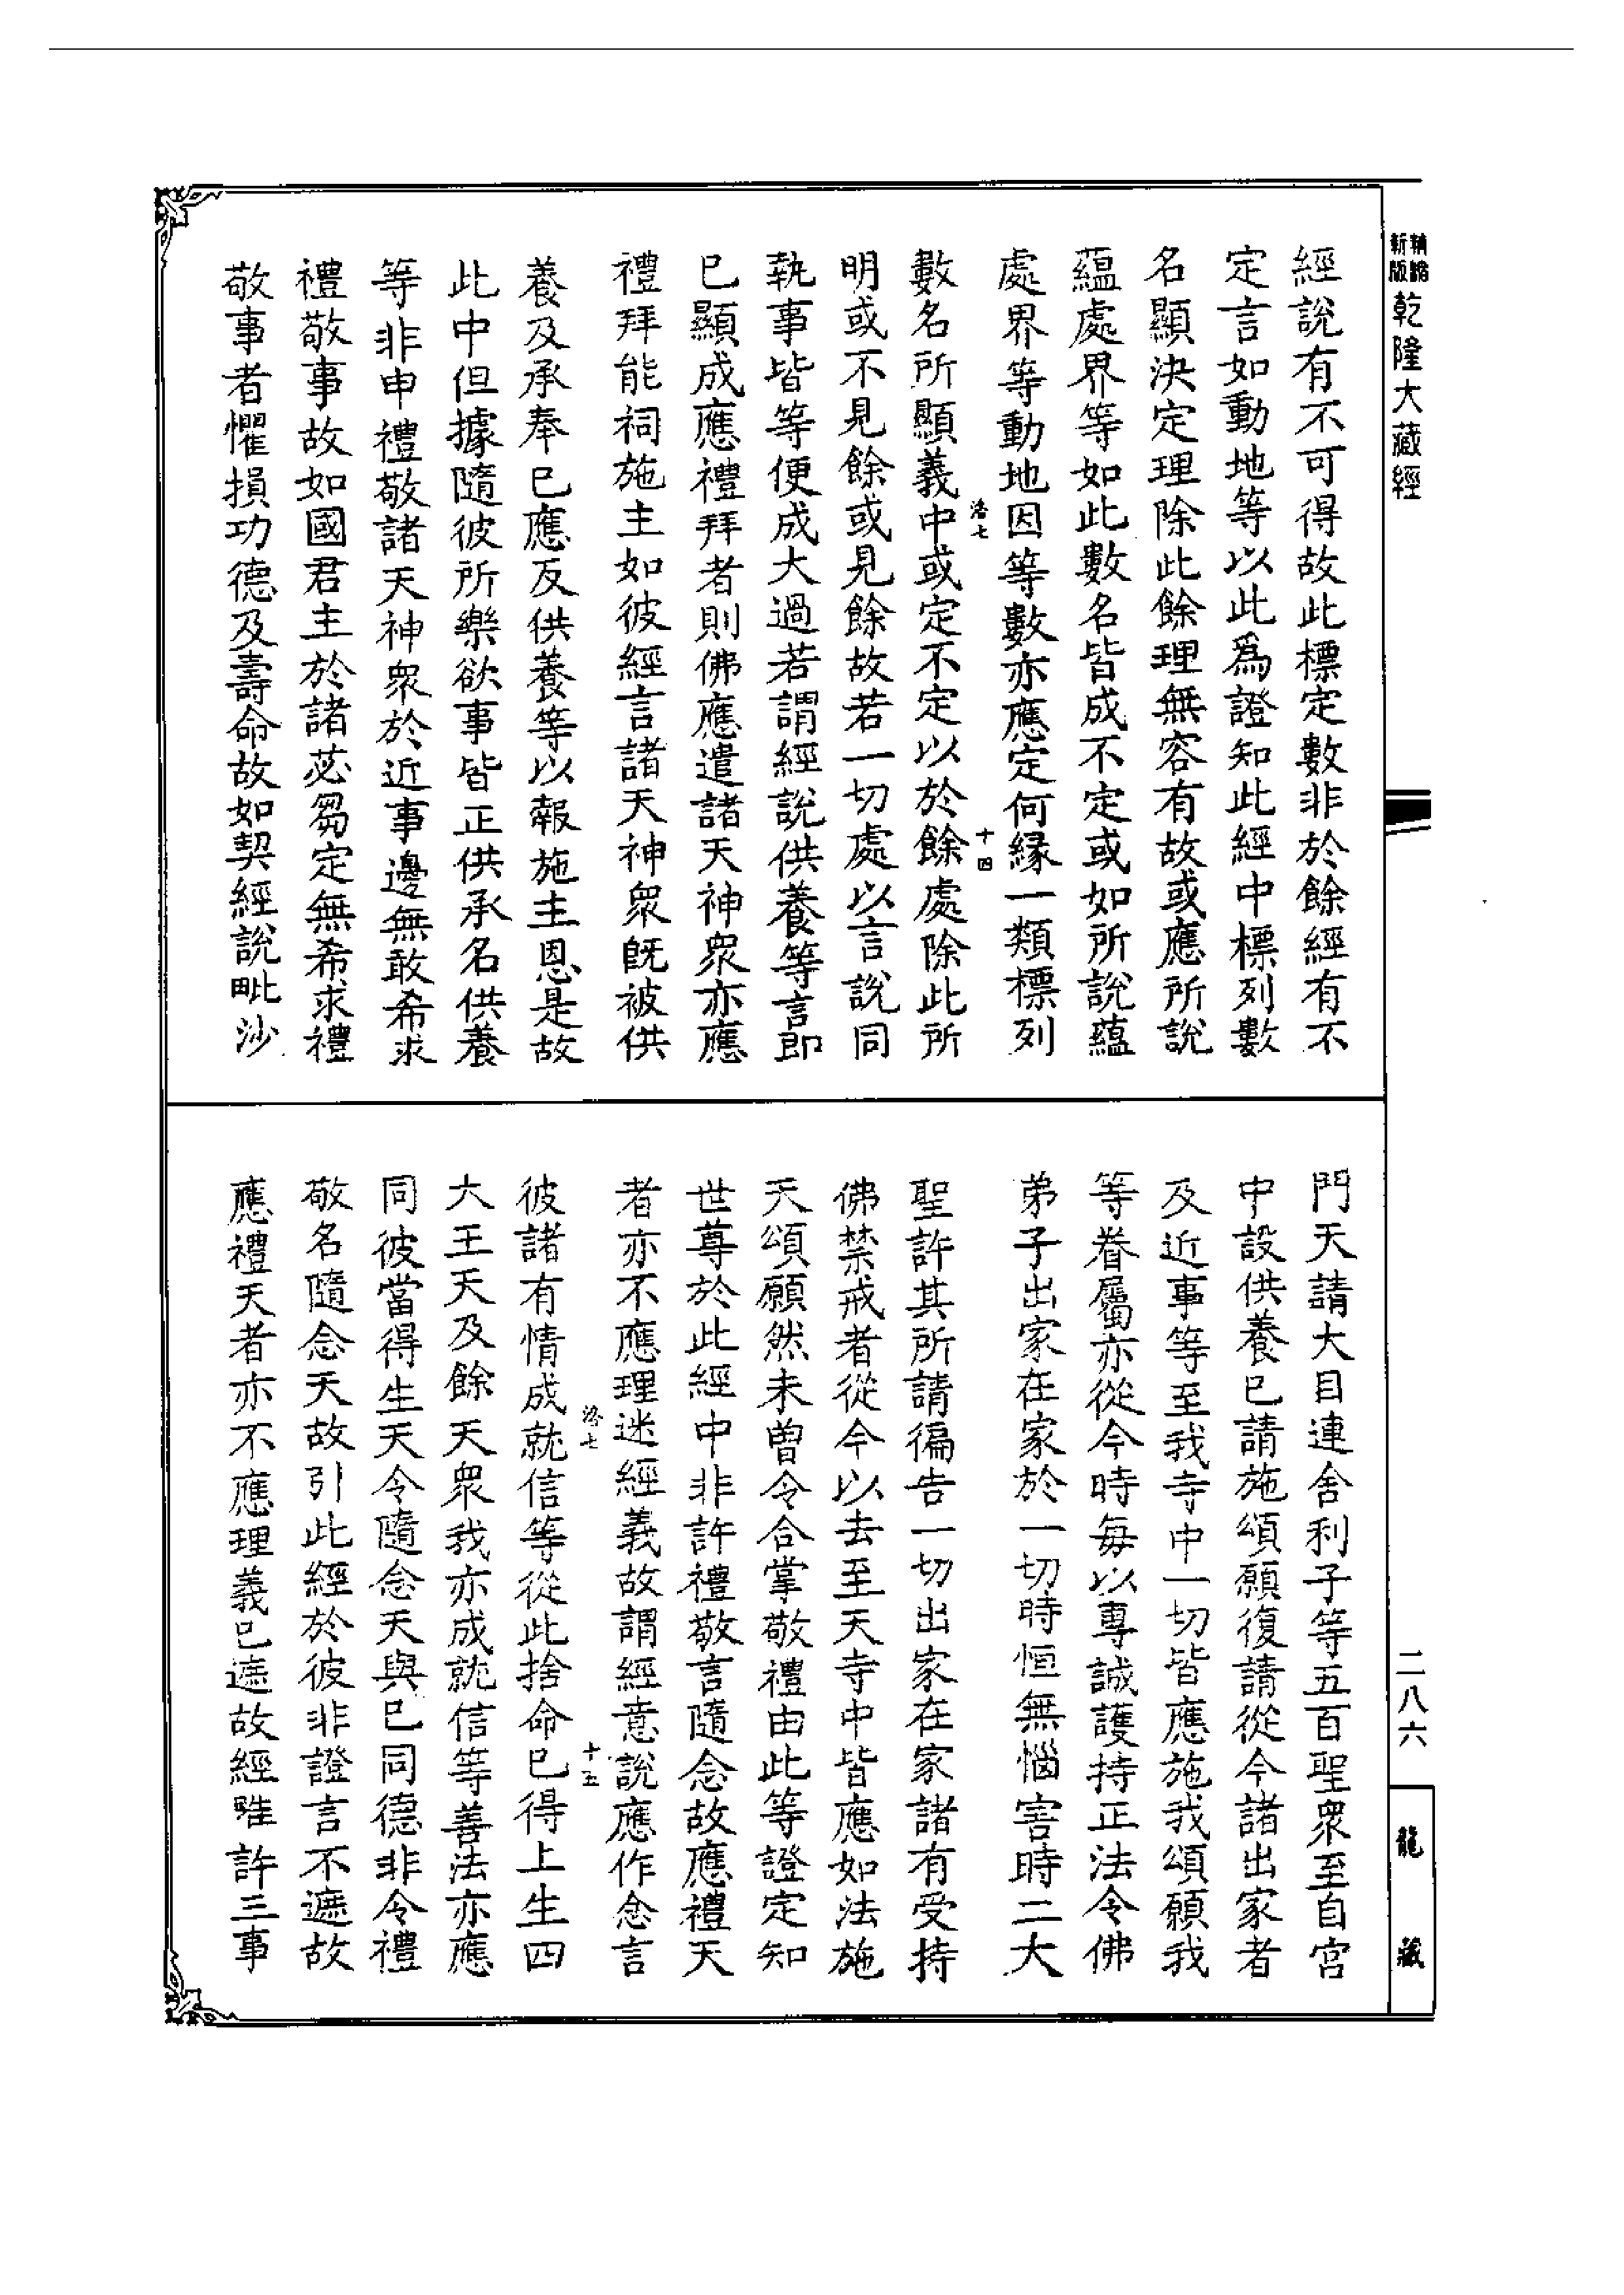 精縮新版
乾隆大藏經
經說有不可得故此標定數非於餘經有不
定言如動地等以此爲證知此經中標列數
名顯決定理除此餘理無容有故或應所說
蘊處界等如此數名皆成不定或如所說蘊
處界等動地因等數亦應定何緣一類標列
洛七
十四
數名所顯義中或定不定以於餘處除此所
明或不見餘或見餘故若一切處以言說同
執事皆等便成大過若謂經說供養等言即
已顯成應禮拜者則佛應遣諸天神眾亦應
禮拜能祠施主如彼經言諸天神眾旣被供
養及承奉已應反供養等以報施主恩是故
此中但據隨彼所樂欲事皆正供承名供養
等非申禮敬諸天神眾於近事邊無敢希求
禮敬事故如國君主於諸苾芻定無希求禮
敬事者懼損功德及壽命故如契經說毗沙
門天請大目連舍利子等五百聖眾至自宮
中設供養已請施頌願復請從今諸出家者
及近事等至我寺中一切皆應施我頌願我
等眷屬亦從今時每以專誠護持正法令佛
弟子出家在家於一切時恒無惱害時二大
聖許其所請徧告一切出家在家諸有受持
佛禁戒者從今以去至天寺中皆應如法施
天頌願然未曾令合掌敬禮由此等證定知
世尊於此經中非許禮敬言隨念故應禮天
者亦不應理迷經義故謂經意說應作念言
洛七
十五
彼諸有情成就信等從此捨命已得上生四
大王天及餘天眾我亦成就信等善法亦應
同彼當得生天令隨念天與已同德非令禮
敬名隨念天故引此經於彼非證言不遮故
應禮天者亦不應理義已遮故經唯許三事
二八六
龍藏